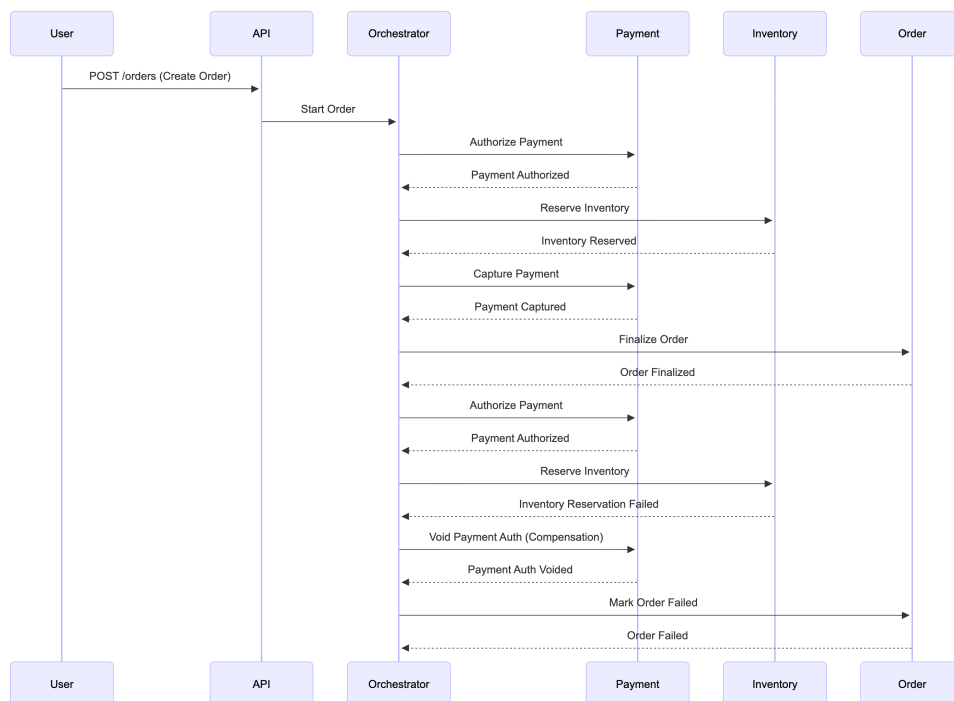 User
API
Orchestrator
Payment
Inventory
Order
POST /orders (Create Order)
Start Order
Authorize Payment
Payment Authorized
Reserve Inventory
Inventory Reserved
Capture Payment
Payment Captured
Finalize Order
Order Finalized
Authorize Payment
Payment Authorized
Reserve Inventory
Inventory Reservation Failed
Void Payment Auth (Compensation)
Payment Auth Voided
Mark Order Failed
Order Failed
User
API
Orchestrator
Payment
Inventory
Order